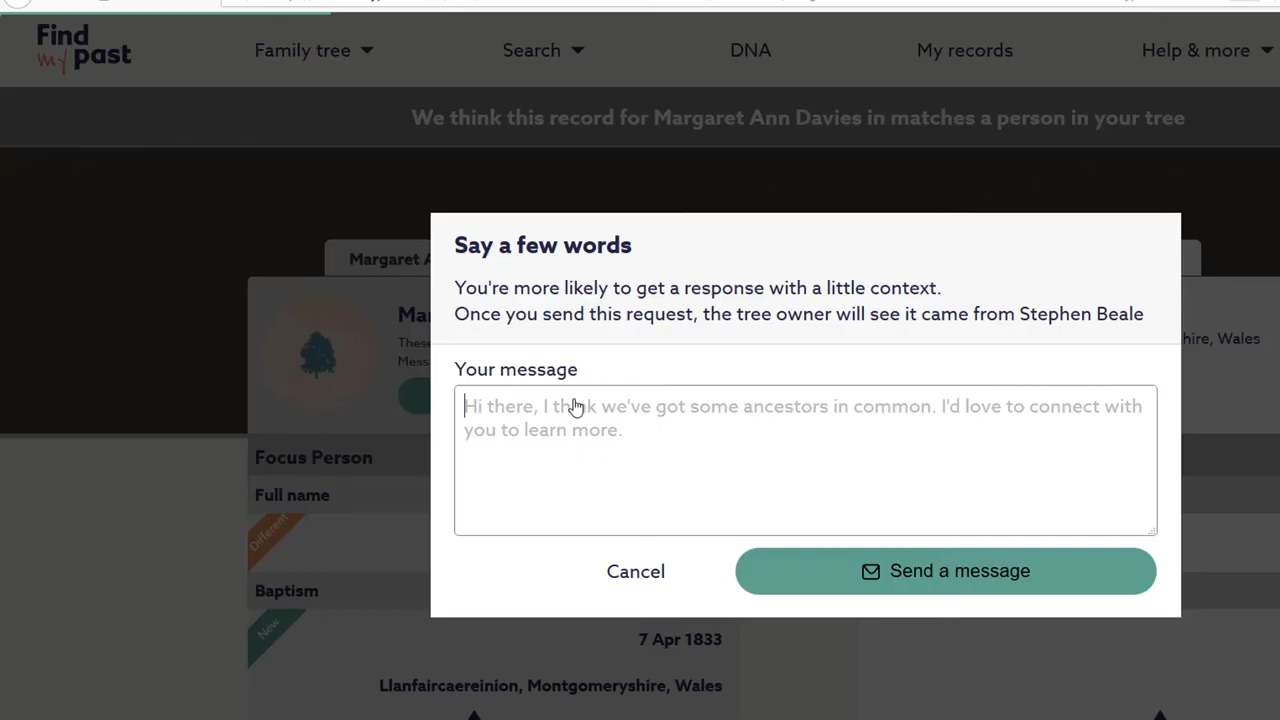 Find
my past
Family tree
Search
DNA
My records
Help & more
We think this record for Margaret Ann Davies in matches a person in your tree
Margaret
Say a few words
You're more likely to get a response with a little context.
Once you send this request, the tree owner will see it came from Stephen Beale
These
Mess
hire, Wales
Your message
Hi there, I think we've got some ancestors in common. I'd love to connect with
you to learn more.
Focus Person
Full name
Different
Cancel
Send a message
Baptism
New
7 Apr 1833
Llanfaircaereinion, Montgomeryshire, Wales